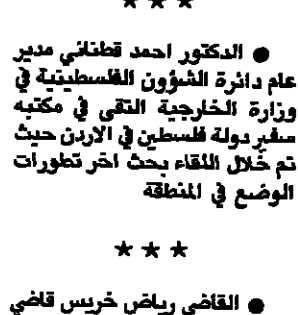 ★ ★ ★
● الدكتور احمد قطناني مدير
عام دائرة الشؤون الفلسطينية في
وزارة الخارجية التقى في مكتبه
سفير دولة فلسطين في الاردن حيث
تم خلال اللقاء بحث اخر تطورات
الوضع في المنطقة
★ ★ ★
● القاضي رياض خريس قاضي